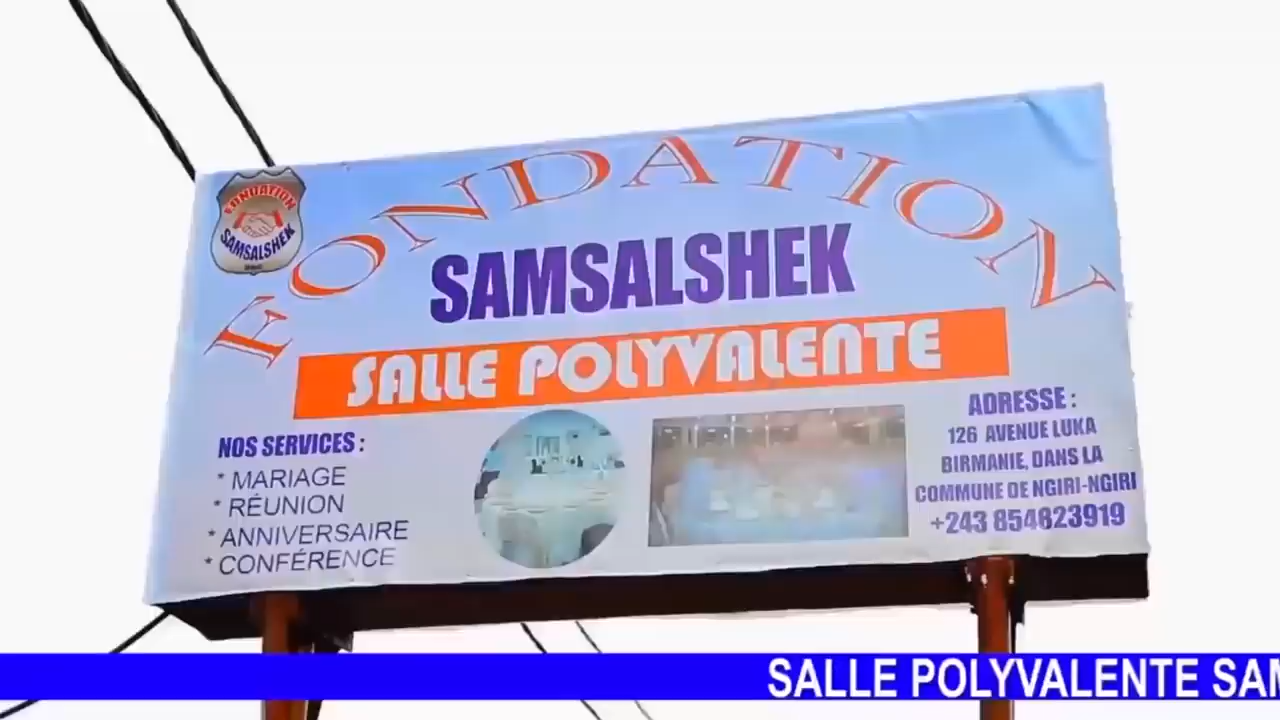 FONDATION
FONDATION
SAMSALSHEK
SAMSALSHEK
SALLE POLYVALENTE
NOS SERVICES :
* MARIAGE
* RÉUNION
* ANNIVERSAIRE
* CONFÉRENCE
ADRESSE :
126 AVENUE LUKA
BIRMANIE, DANS LA
COMMUNE DE NGIRI-NGIRI
+243 854823919
SALLE POLYVALENTE SAM